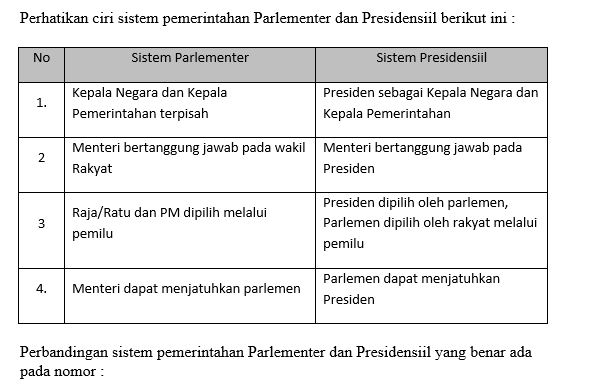 Perhatikan ciri sistem pemerintahan Parlementer dan Presidensiil berikut ini :
No Sistem Parlementer Sistem Presidensiil
1. Kepala Negara dan Kepala Pemerintahan terpisah Presiden sebagai Kepala Negara dan Kepala Pemerintahan
2 Menteri bertanggung jawab pada wakil Rakyat Menteri bertanggung jawab pada Presiden
3 Raja/Ratu dan PM dipilih melalui pemilu Presiden dipilih oleh parlemen, Parlemen dipilih oleh rakyat melalui pemilu
4. Menteri dapat menjatuhkan parlemen Parlemen dapat menjatuhkan Presiden
Perbandingan sistem pemerintahan Parlementer dan Presidensiil yang benar ada
pada nomor :